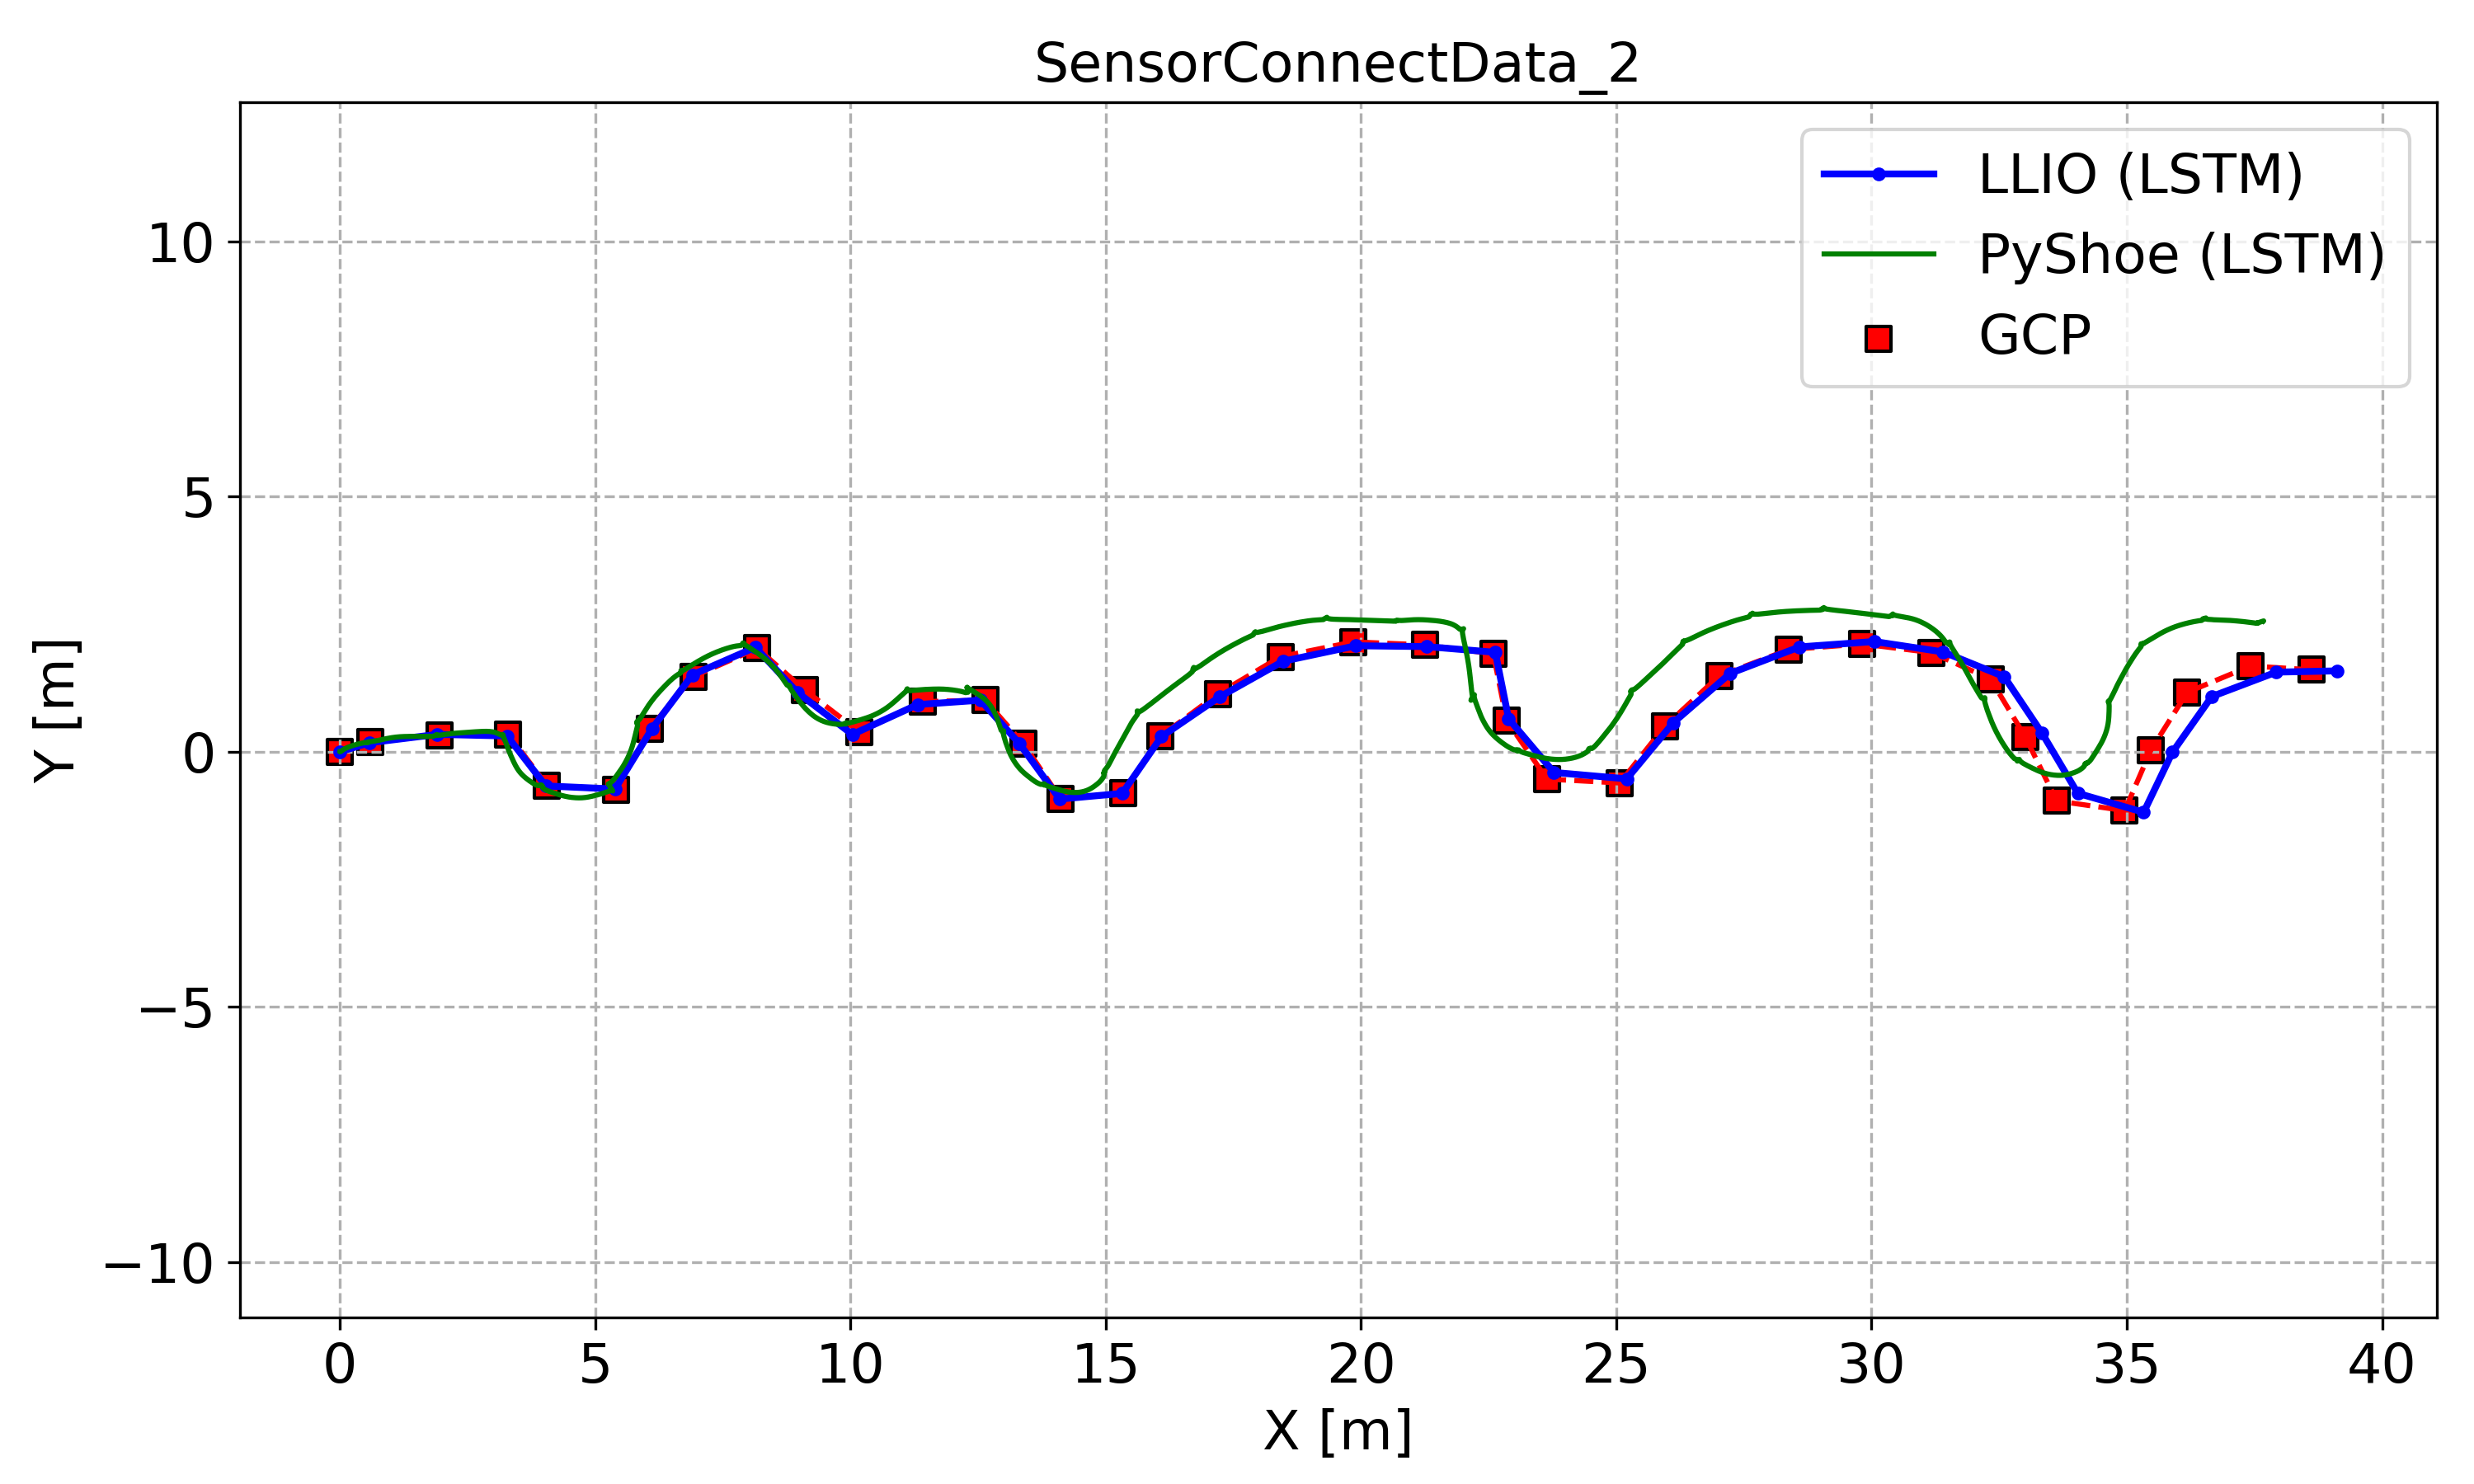 SensorConnectData_2
LLIO (LSTM)
PyShoe (LSTM)
GCP
10
5
0
−5
−10
Y [m]
0 5 10 15 20 25 30 35 40
X [m]